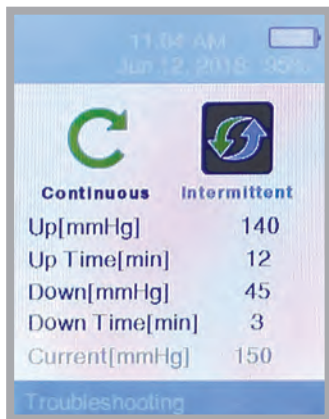 11:04 AM
Jun 12, 2018 95%
Continuous Intermittent
Up[mmHg] 140
Up Time[min] 12
Down[mmHg] 45
Down Time[min] 3
Current[mmHg] 150
Troubleshooting